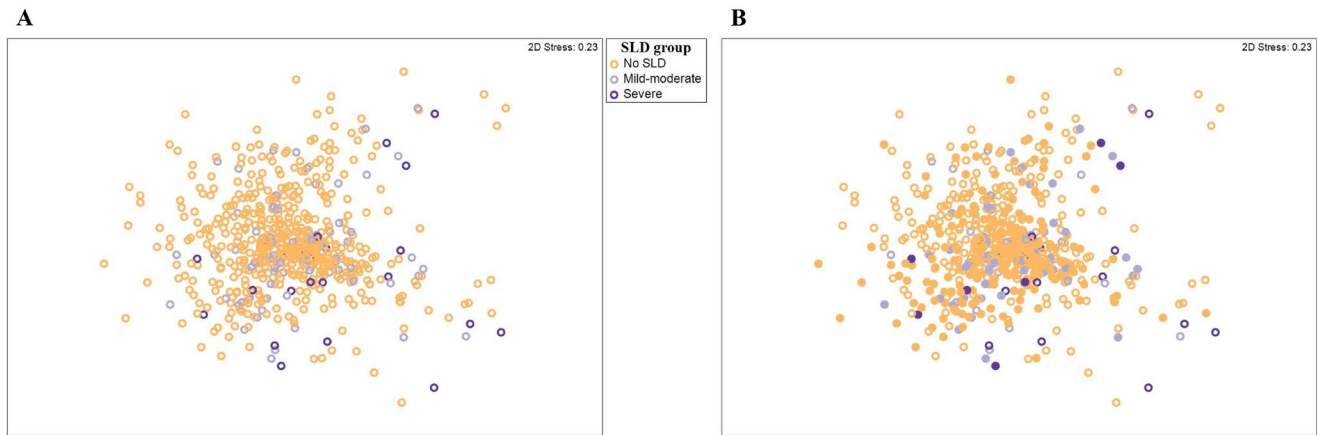 A
2D Stress: 0.23
SLD group
No SLD
Mild-moderate
Severe
B
2D Stress: 0.23